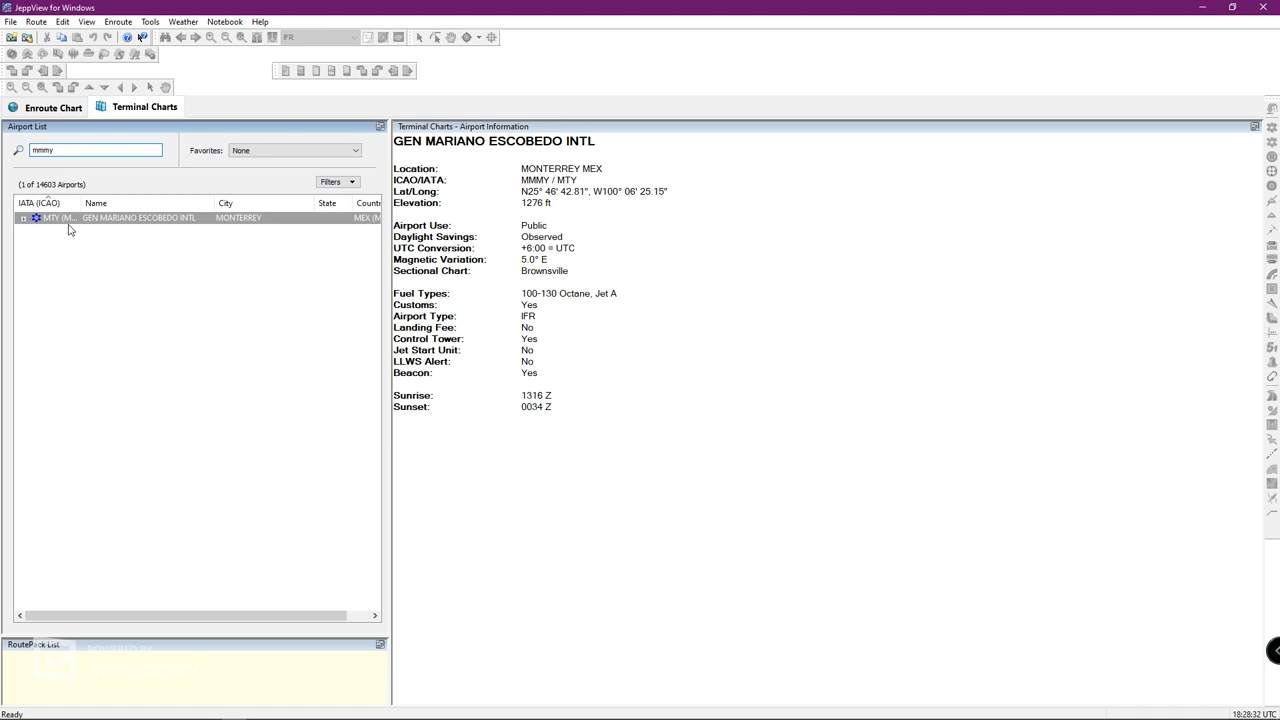 JeppView for Windows
File Route Edit View Enroute Tools Weather Notebook Help
IFR
Enroute Chart Terminal Charts
Airport List
mmmy Favorites: None
(1 of 14603 Airports) Filters
IATA (ICAO) Name City State Countr
MTY (M... GEN MARIANO ESCOBEDO INTL MONTERREY MEX (M
RoutePack List
POWERED BY
Terminal Charts - Airport Information
GEN MARIANO ESCOBEDO INTL
Location: MONTERREY MEX
ICAO/IATA: MMMY / MTY
Lat/Long: N25° 46' 42.81", W100° 06' 25.15"
Elevation: 1276 ft
Airport Use: Public
Daylight Savings: Observed
UTC Conversion: +6:00 = UTC
Magnetic Variation: 5.0° E
Sectional Chart: Brownsville
Fuel Types: 100-130 Octane, Jet A
Customs: Yes
Airport Type: IFR
Landing Fee: No
Control Tower: Yes
Jet Start Unit: No
LLWS Alert: No
Beacon: Yes
Sunrise: 1316 Z
Sunset: 0034 Z
Ready 18:28:32 UTC